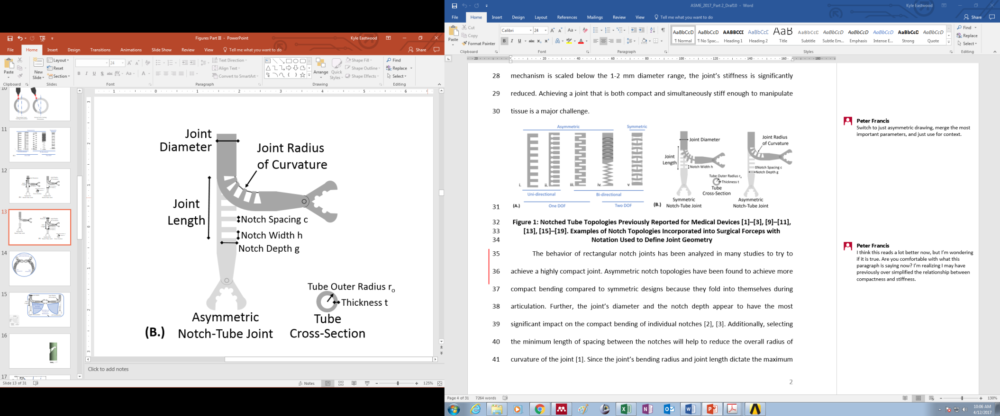 Figures Part III - PowerPoint
Kyle Eastwood
File Home Insert Design Transitions Animations Slide Show Review View Tell me what you want to do
Share
Paste
Clipboard
New
Slide
Layout
Reset
Section
Slides
24
B I U S abc AV Aa A
Font
Text Direction
Align Text
Convert to SmartArt
Paragraph
Arrange
Quick
Styles
Shape Fill
Shape Outline
Shape Effects
Drawing
Find
Replace
Select
Editing
10
11
12
13
14
15
16
17
Joint
Diameter
Joint Radius
of Curvature
Joint
Length
Notch Spacing c
Notch Width h
Notch Depth g
Tube Outer Radius ro
Thickness t
Asymmetric
Notch-Tube Joint
Tube
Cross-Section
(B.)
Click to add notes
Slide 13 of 31
Notes
125%
ASME_2017_Part 2_Draf10 - Word
Kyle Eastwood
File Home Insert Design Layout References Mailings Review View Tell me what you want to do
Share
Paste
Cut
Copy
Format Painter
Clipboard
Calibri 24
Font
Paragraph
AaBbCcD AaBbCcD AABBCCI AaBbCcE AaB AaBbCcD AaBbCcD AaBbCcD AaBbCcD AaBbCcD AaBbCcD
¶ Normal ¶ No Spac... Heading 1 Heading 2 Title Subtitle Subtle Em... Emphasis Intense E... Strong Quote
Styles
Find
Replace
Select
Editing
28 mechanism is scaled below the 1-2 mm diameter range, the joint's stiffness is significantly
29 reduced. Achieving a joint that is both compact and simultaneously stiff enough to manipulate
30 tissue is a major challenge.
Asymmetric
Symmetric
i. ii. iii. iv. v.
Uni-directional
Bi-directional
One DOF
Two DOF
(A.)
Joint Diameter
Joint
Length
Notch Width h
Joint Radius
of Curvature
Notch Spacing c
Notch Depth g
Tube Outer Radius ro
Thickness t
Tube
Cross-Section
Symmetric
Notch-Tube Joint
Asymmetric
Notch-Tube Joint
(B.)
31
32 Figure 1: Notched Tube Topologies Previously Reported for Medical Devices [1]–[3], [9]–[11],
33 [13], [15]–[19]. Examples of Notch Topologies Incorporated into Surgical Forceps with
34 Notation Used to Define Joint Geometry
35 The behavior of rectangular notch joints has been analyzed in many studies to try to
36 achieve a highly compact joint. Asymmetric notch topologies have been found to achieve more
37 compact bending compared to symmetric designs because they fold into themselves during
38 articulation. Further, the joint's diameter and the notch depth appear to have the most
39 significant impact on the compact bending of individual notches [2], [3]. Additionally, selecting
40 the minimum length of spacing between the notches will help to reduce the overall radius of
41 curvature of the joint [1]. Since the joint's bending radius and joint length dictate the maximum
2
Peter Francis
Switch to just asymmetric drawing, merge the most
important parameters, and just use for context.
Peter Francis
I think this reads a lot better now, but I'm wondering
if it is true. Are you comfortable with what this
paragraph is saying now? I'm realizing I may have
previously over simplified the relationship between
compactness and stiffness.
Page 4 of 31 7264 words
130%
10:06 AM
4/12/2017